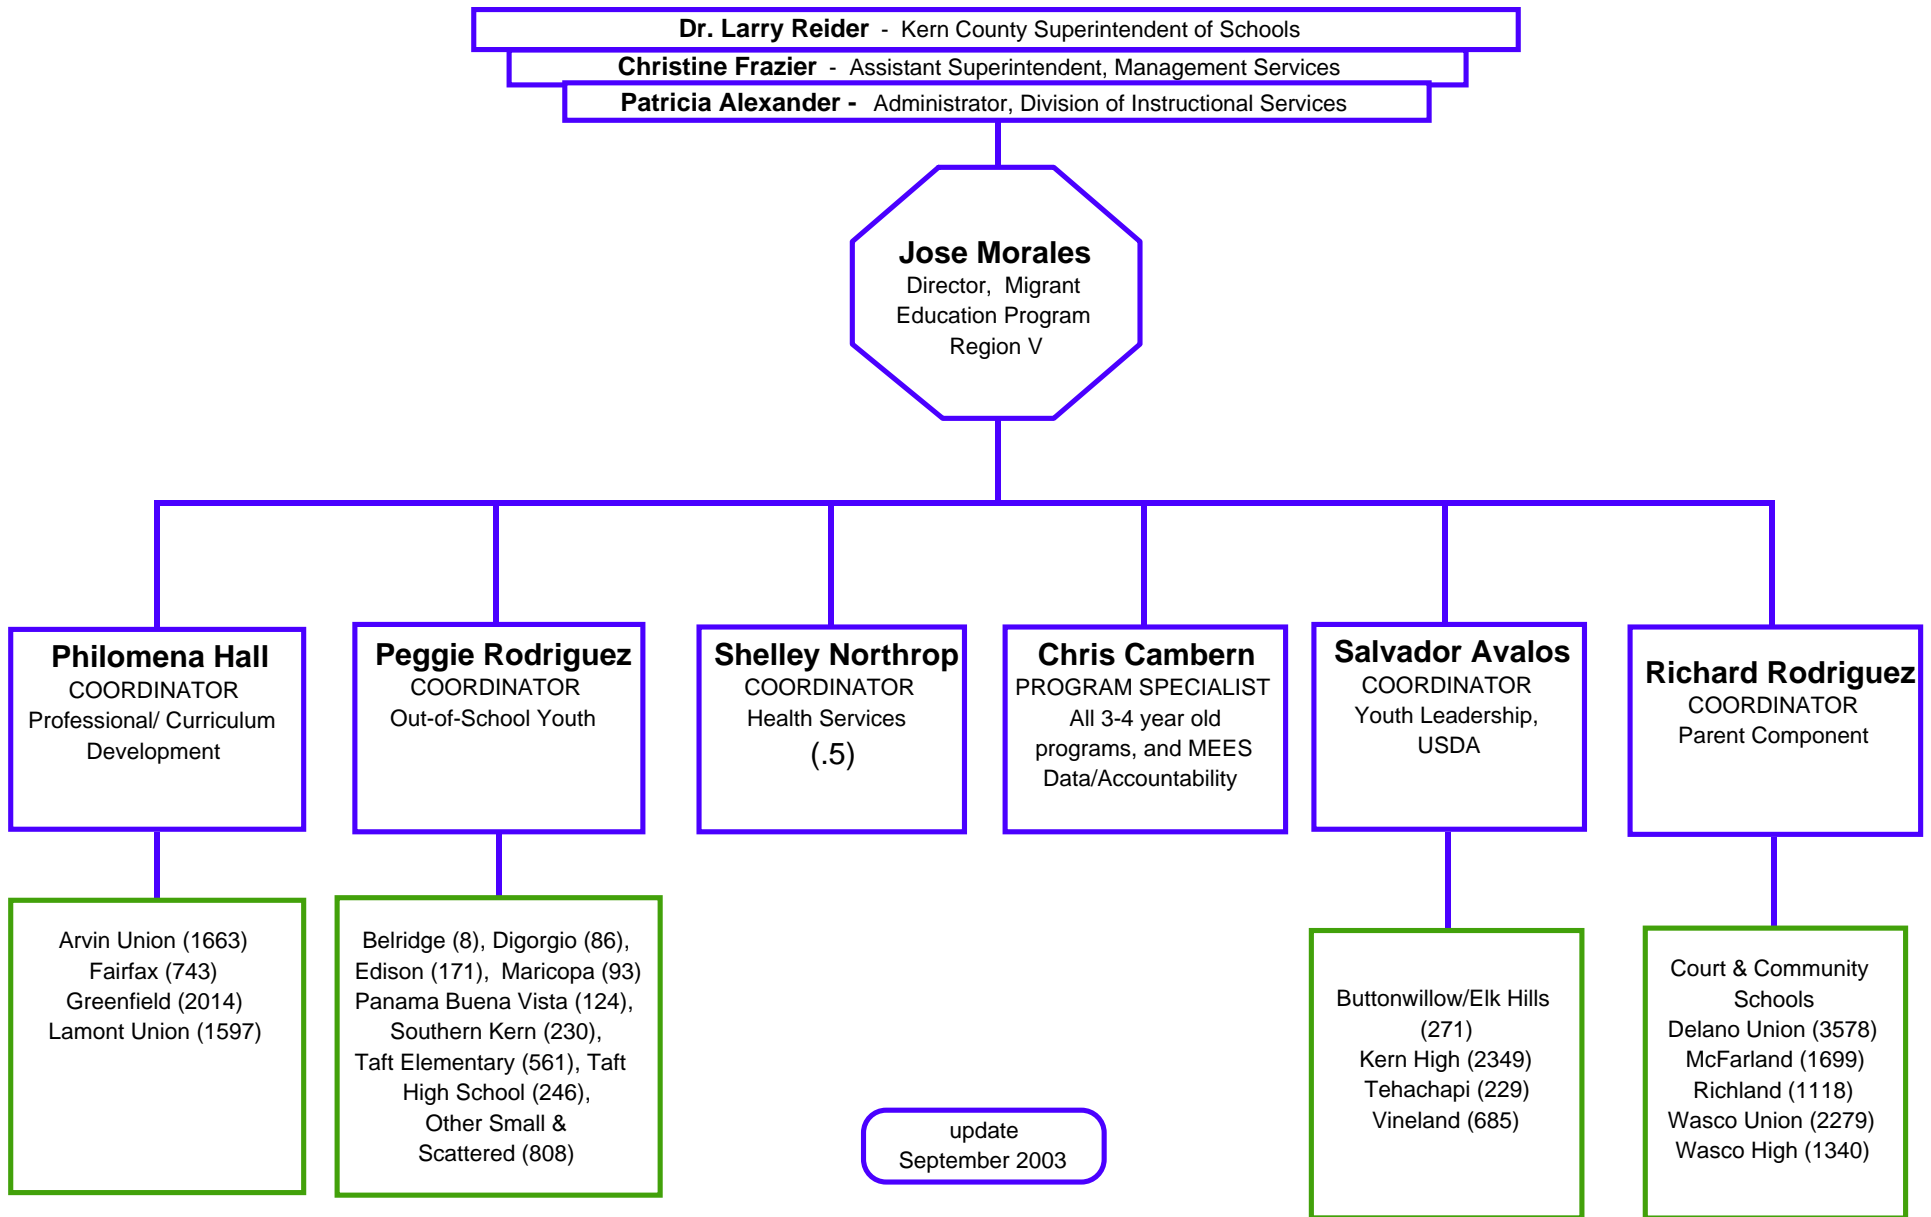 Dr. Larry Reider - Kern County Superintendent of Schools
Christine Frazier - Assistant Superintendent, Management Services
Patricia Alexander - Administrator, Division of Instructional Services
Jose Morales
Director, Migrant
Education Program
Region V
Philomena Hall
COORDINATOR
Professional/ Curriculum
Development
Peggie Rodriguez
COORDINATOR
Out-of-School Youth
Shelley Northrop
COORDINATOR
Health Services
(.5)
Chris Cambern
PROGRAM SPECIALIST
All 3-4 year old
programs, and MEES
Data/Accountability
Salvador Avalos
COORDINATOR
Youth Leadership,
USDA
Richard Rodriguez
COORDINATOR
Parent Component
Arvin Union (1663)
Fairfax (743)
Greenfield (2014)
Lamont Union (1597)
Belridge (8), Digorgio (86),
Edison (171), Maricopa (93)
Panama Buena Vista (124),
Southern Kern (230),
Taft Elementary (561), Taft
High School (246),
Other Small &
Scattered (808)
Buttonwillow/Elk Hills
(271)
Kern High (2349)
Tehachapi (229)
Vineland (685)
Court & Community
Schools
Delano Union (3578)
McFarland (1699)
Richland (1118)
Wasco Union (2279)
Wasco High (1340)
update
September 2003